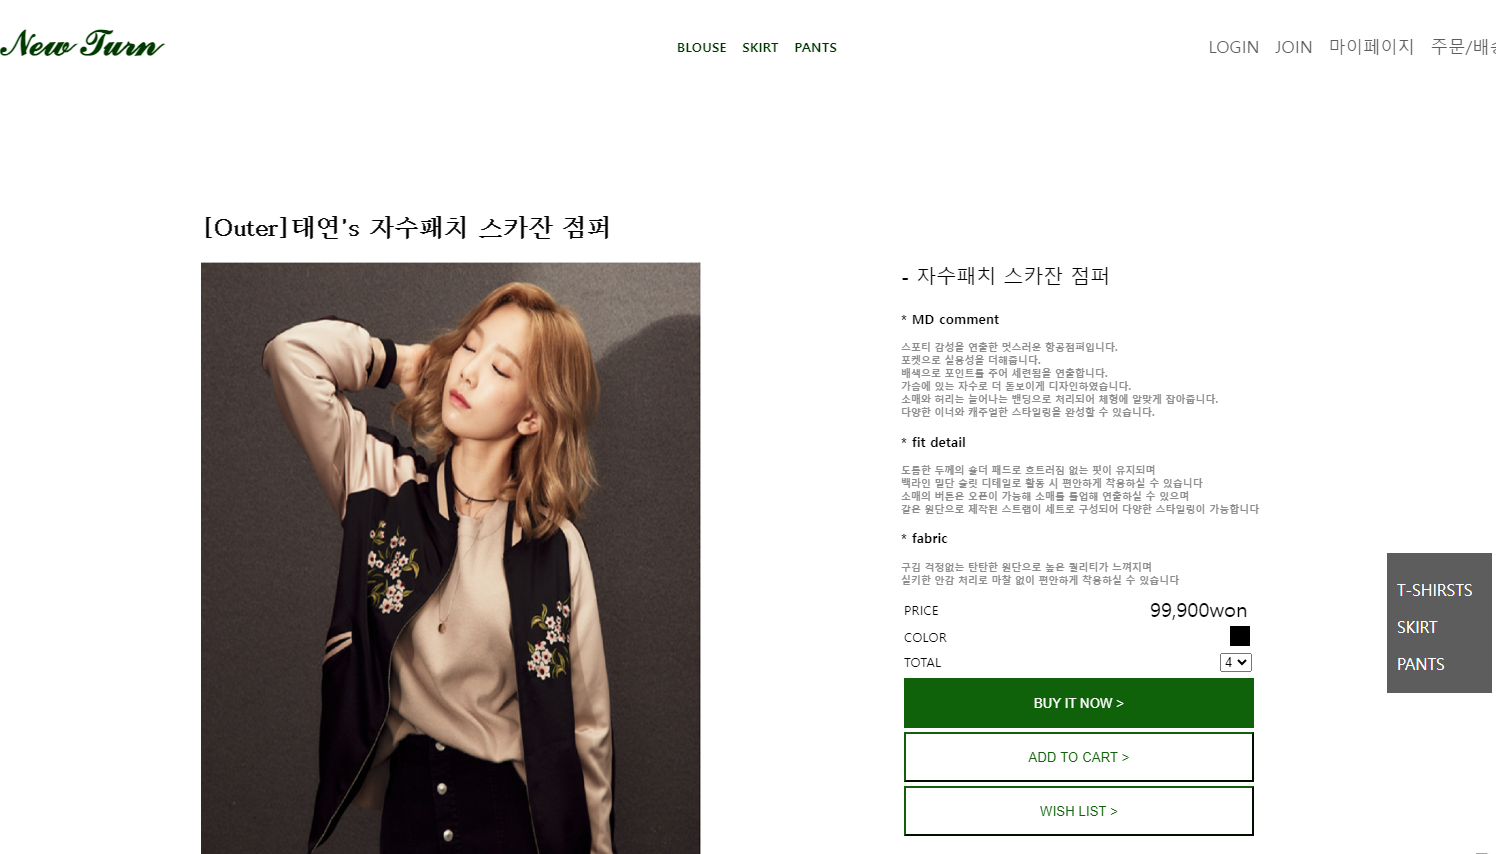 New Turn
BLOUSE SKIRT PANTS
LOGIN JOIN 마이페이지 주문/배송
[Outer]태연's 자수패치 스카잔 점퍼
- 자수패치 스카잔 점퍼
* MD comment
스포티 감성을 연출한 멋스러운 항공점퍼입니다.
포켓으로 실용성을 더해줍니다.
배색으로 포인트를 주어 세련됨을 연출합니다.
가슴에 있는 자수로 더 돋보이게 디자인하였습니다.
소매와 허리는 늘어나는 밴딩으로 처리되어 체형에 알맞게 잡아줍니다.
다양한 이너와 캐주얼한 스타일링을 완성할 수 있습니다.
* fit detail
도톰한 두께의 숄더 패드로 흐트러짐 없는 핏이 유지되며
백라인 밑단 슬릿 디테일로 활동 시 편안하게 착용하실 수 있습니다
소매의 버튼은 오픈이 가능해 소매를 롤업해 연출하실 수 있으며
같은 원단으로 제작된 스트랩이 세트로 구성되어 다양한 스타일링이 가능합니다
* fabric
구김 걱정없는 탄탄한 원단으로 높은 퀄리티가 느껴지며
실키한 안감 처리로 마찰 없이 편안하게 착용하실 수 있습니다
PRICE 99,900won
COLOR
TOTAL 4
BUY IT NOW >
ADD TO CART >
WISH LIST >
T-SHIRSTS
SKIRT
PANTS